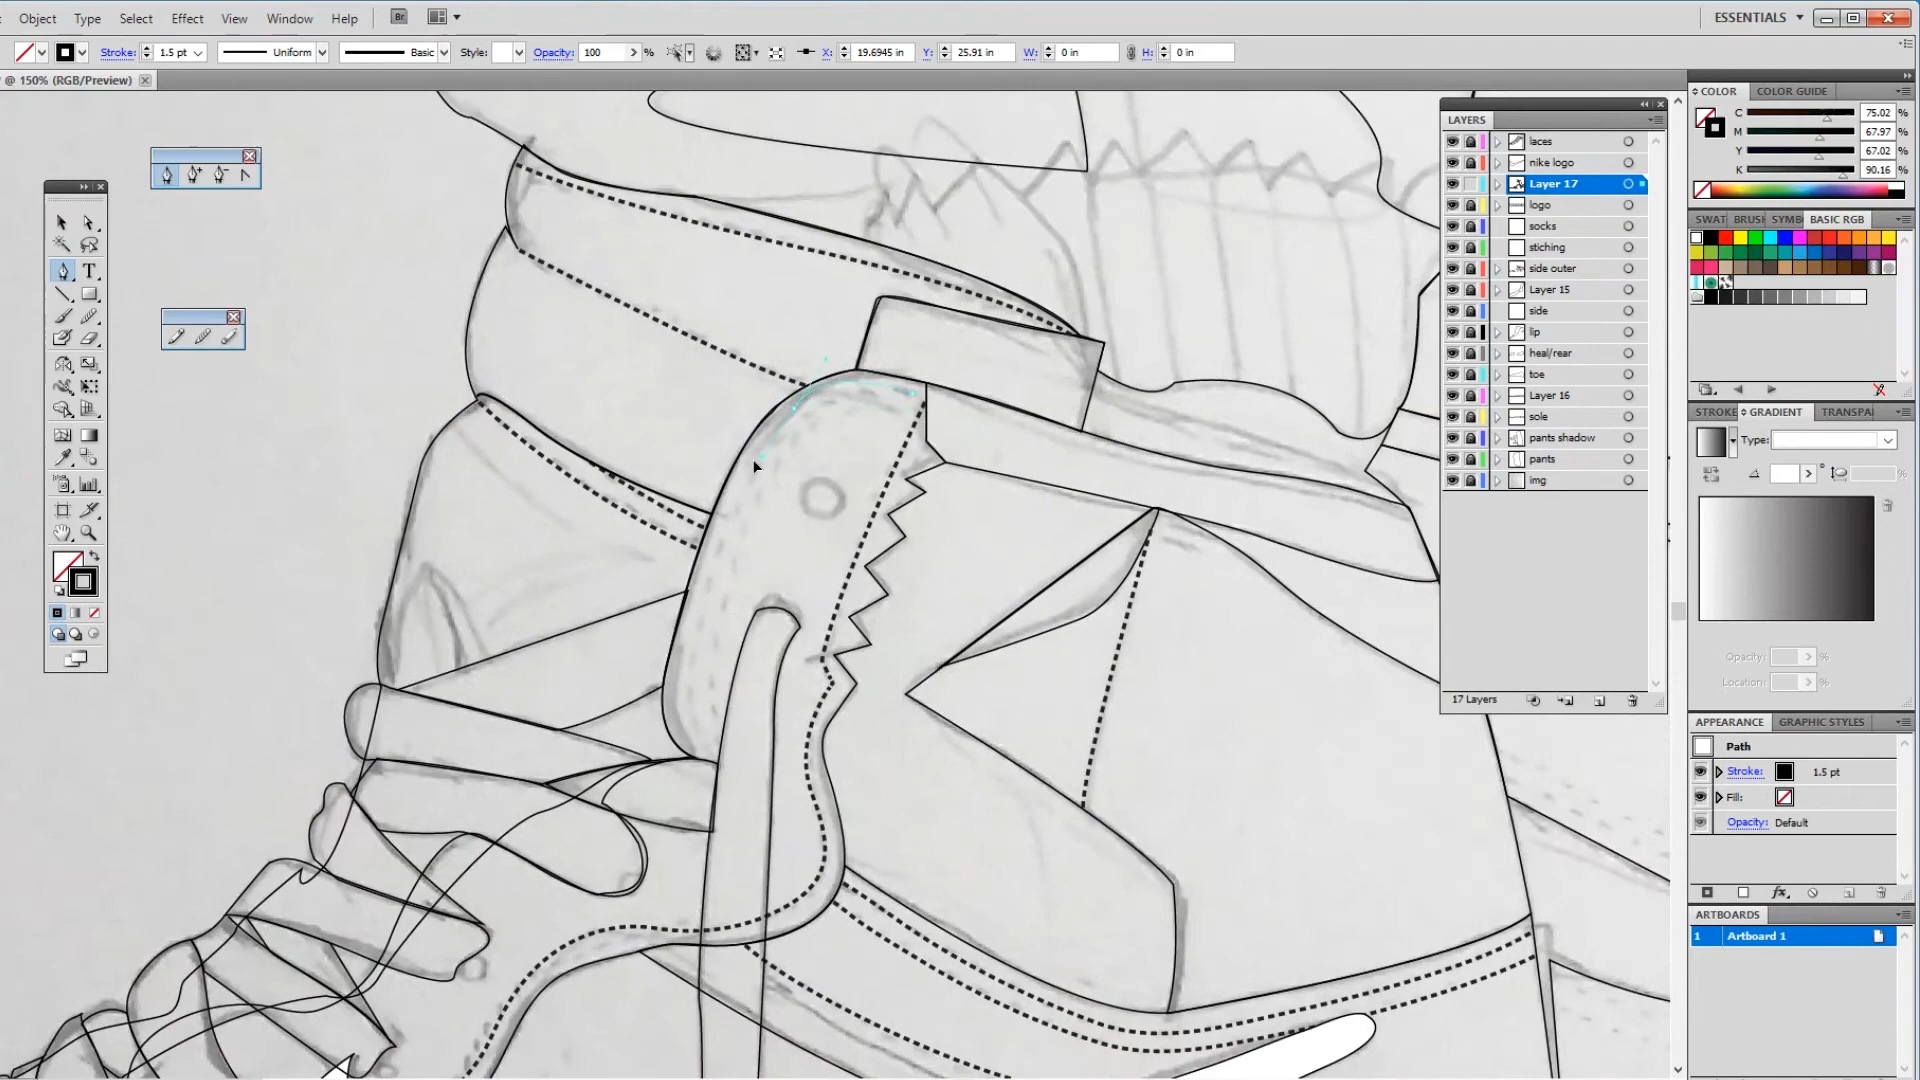 Object Type Select Effect View Window Help Br ESSENTIALS
Stroke: 1.5 pt Uniform Basic Style: Opacity: 100 % X: 19.6945 in Y: 25.91 in W: 0 in H: 0 in
@ 150% (RGB/Preview)
COLOR COLOR GUIDE
C 75.02 %
M 67.97 %
Y 67.02 %
K 90.16 %
SWAT BRUSI SYMB BASIC RGB
LAYERS
laces
nike logo
Layer 17
logo
socks
stiching
side outer
Layer 15
side
lip
heal/rear
toe
Layer 16
sole
pants shadow
pants
img
17 Layers
STROKE GRADIENT TRANSPA
Type:
°
%
Opacity: %
Location: %
APPEARANCE GRAPHIC STYLES
Path
Stroke: 1.5 pt
Fill:
Opacity: Default
fx
ARTBOARDS
1 Artboard 1
T